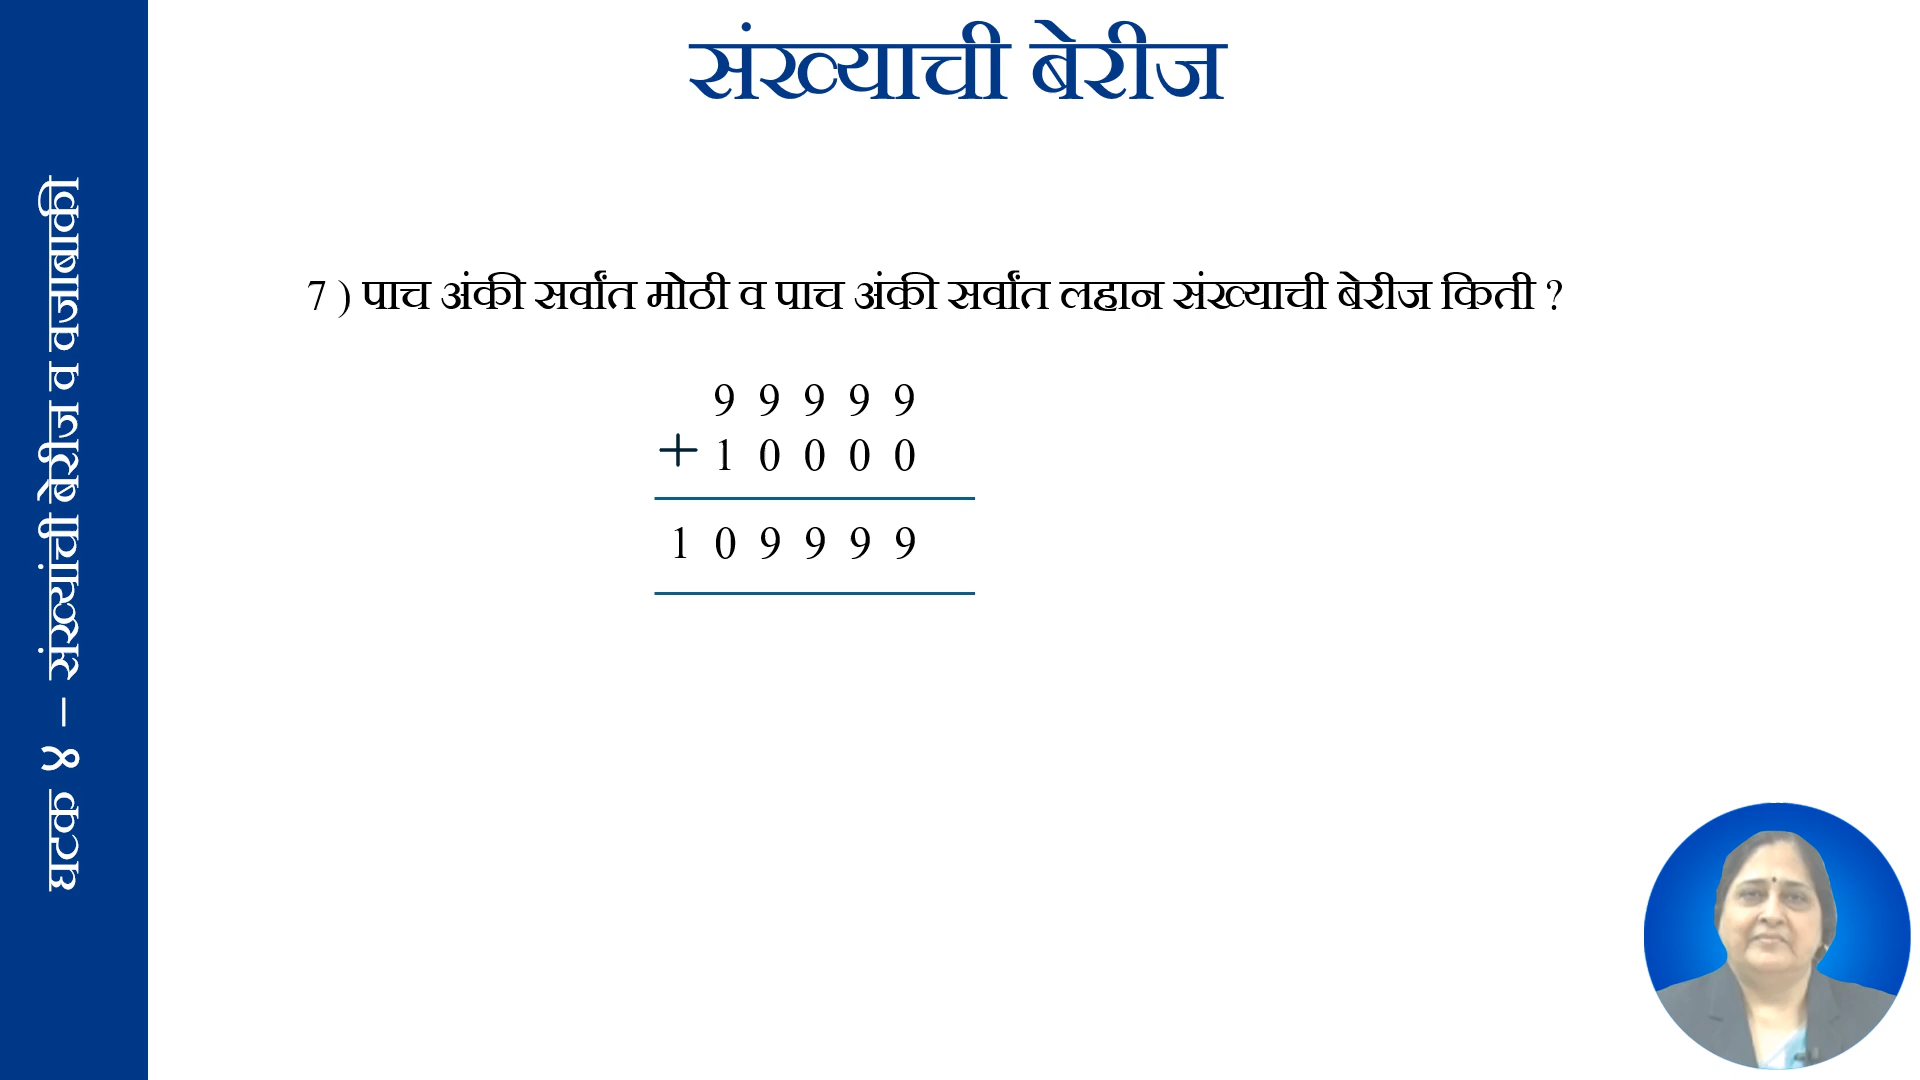 संख्याची बेरीज
घटक ४ – संख्यांची बेरीज व वजाबाकी
7 ) पाच अंकी सर्वांत मोठी व पाच अंकी सर्वांत लहान संख्याची बेरीज किती ?
9 9 9 9 9
+ 1 0 0 0 0
1 0 9 9 9 9